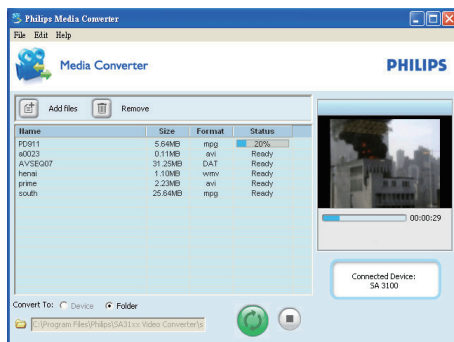 Philips Media Converter
File Edit Help
Media Converter
PHILIPS
Add files Remove
Name Size Format Status
PD911 5.64MB mpg 20%
s0023 0.11MB avi Ready
AVSEQ07 31.25MB DAT Ready
henai 1.10MB wmv Ready
prime 2.23MB avi Ready
south 25.64MB mpg Ready
00:00:29
Connected Device:
SA 3100
Convert To: Device Folder
C:\Program Files\Philips\SA31xx Video Converter\s